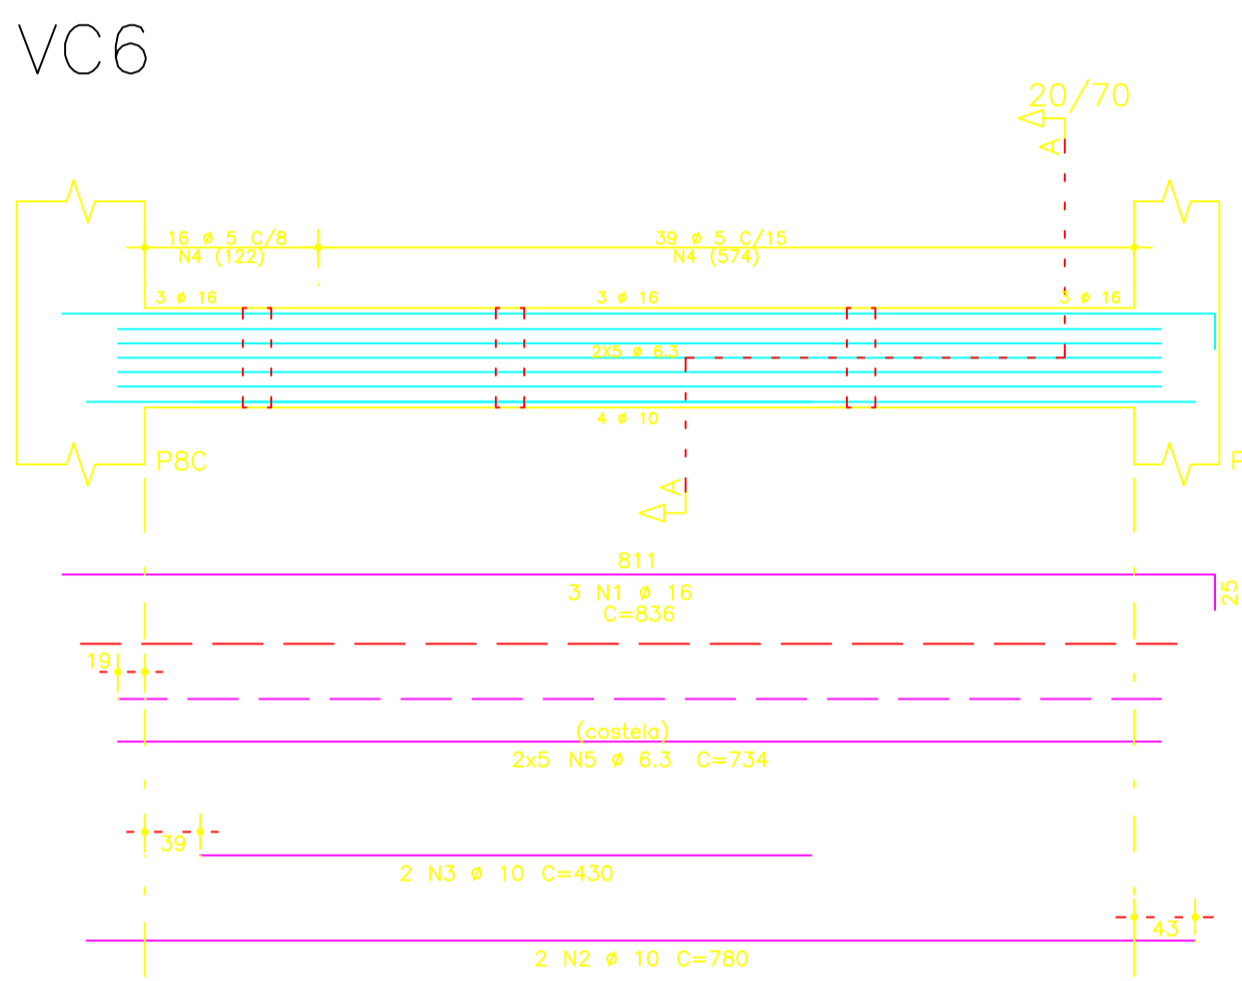 VC6
20/70
A
16 ø 5 C/8
N4 (122)
39 ø 5 C/15
N4 (574)
3 ø 16
3 ø 16
3 ø 16
2X5 ø 6.3
4 ø 10
P8C
A
811
3 N1 ø 16
C=836
25
19
(costela)
2x5 N5 ø 6.3 C=734
39
2 N3 ø 10 C=430
43
2 N2 ø 10 C=780